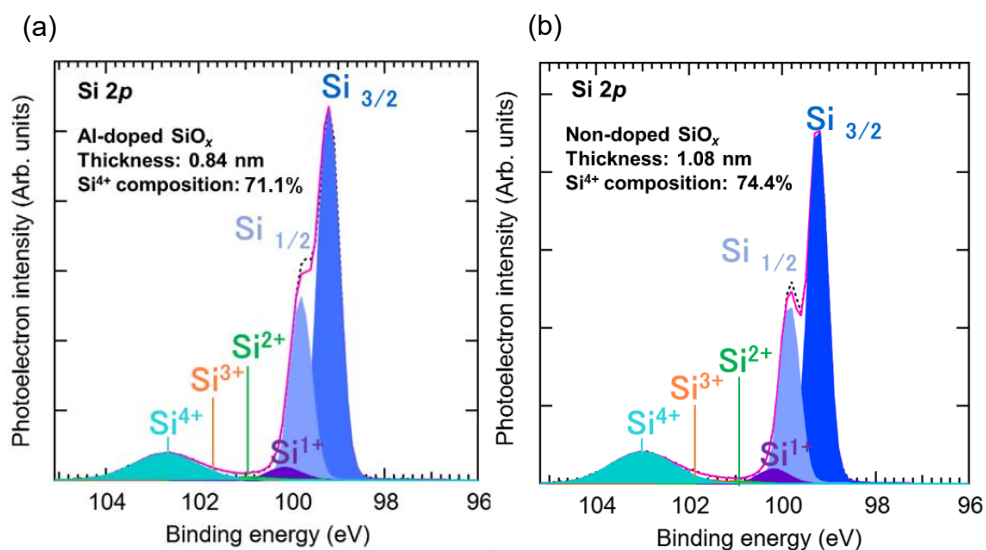 (a)
Si 2p
Al-doped SiOₓ
Thickness: 0.84 nm
Si⁴⁺ composition: 71.1%
Si 3/2
Si 1/2
Si²⁺
Si³⁺
Si⁴⁺
Si¹⁺
104 102 100 98 96
Binding energy (eV)
Photoelectron intensity (Arb. units)
(b)
Si 2p
Non-doped SiOₓ
Thickness: 1.08 nm
Si⁴⁺ composition: 74.4%
Si 3/2
Si 1/2
Si²⁺
Si³⁺
Si⁴⁺
Si¹⁺
104 102 100 98 96
Binding energy (eV)
Photoelectron intensity (Arb. units)